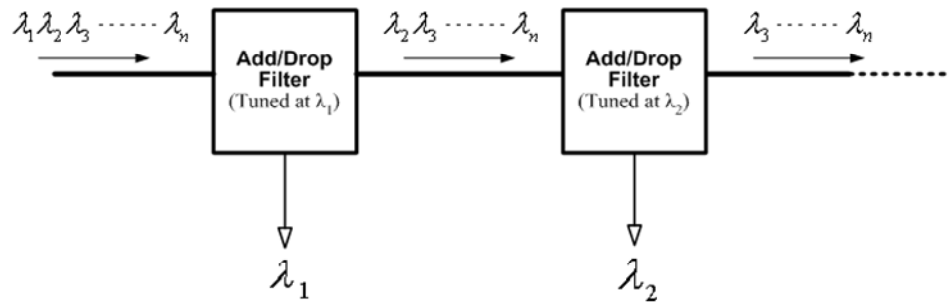 λ₁λ₂λ₃ ······ λₙ
Add/Drop
Filter
(Tuned at λ₁)
λ₂λ₃ ······ λₙ
Add/Drop
Filter
(Tuned at λ₂)
λ₃ ······ λₙ
λ₁
λ₂